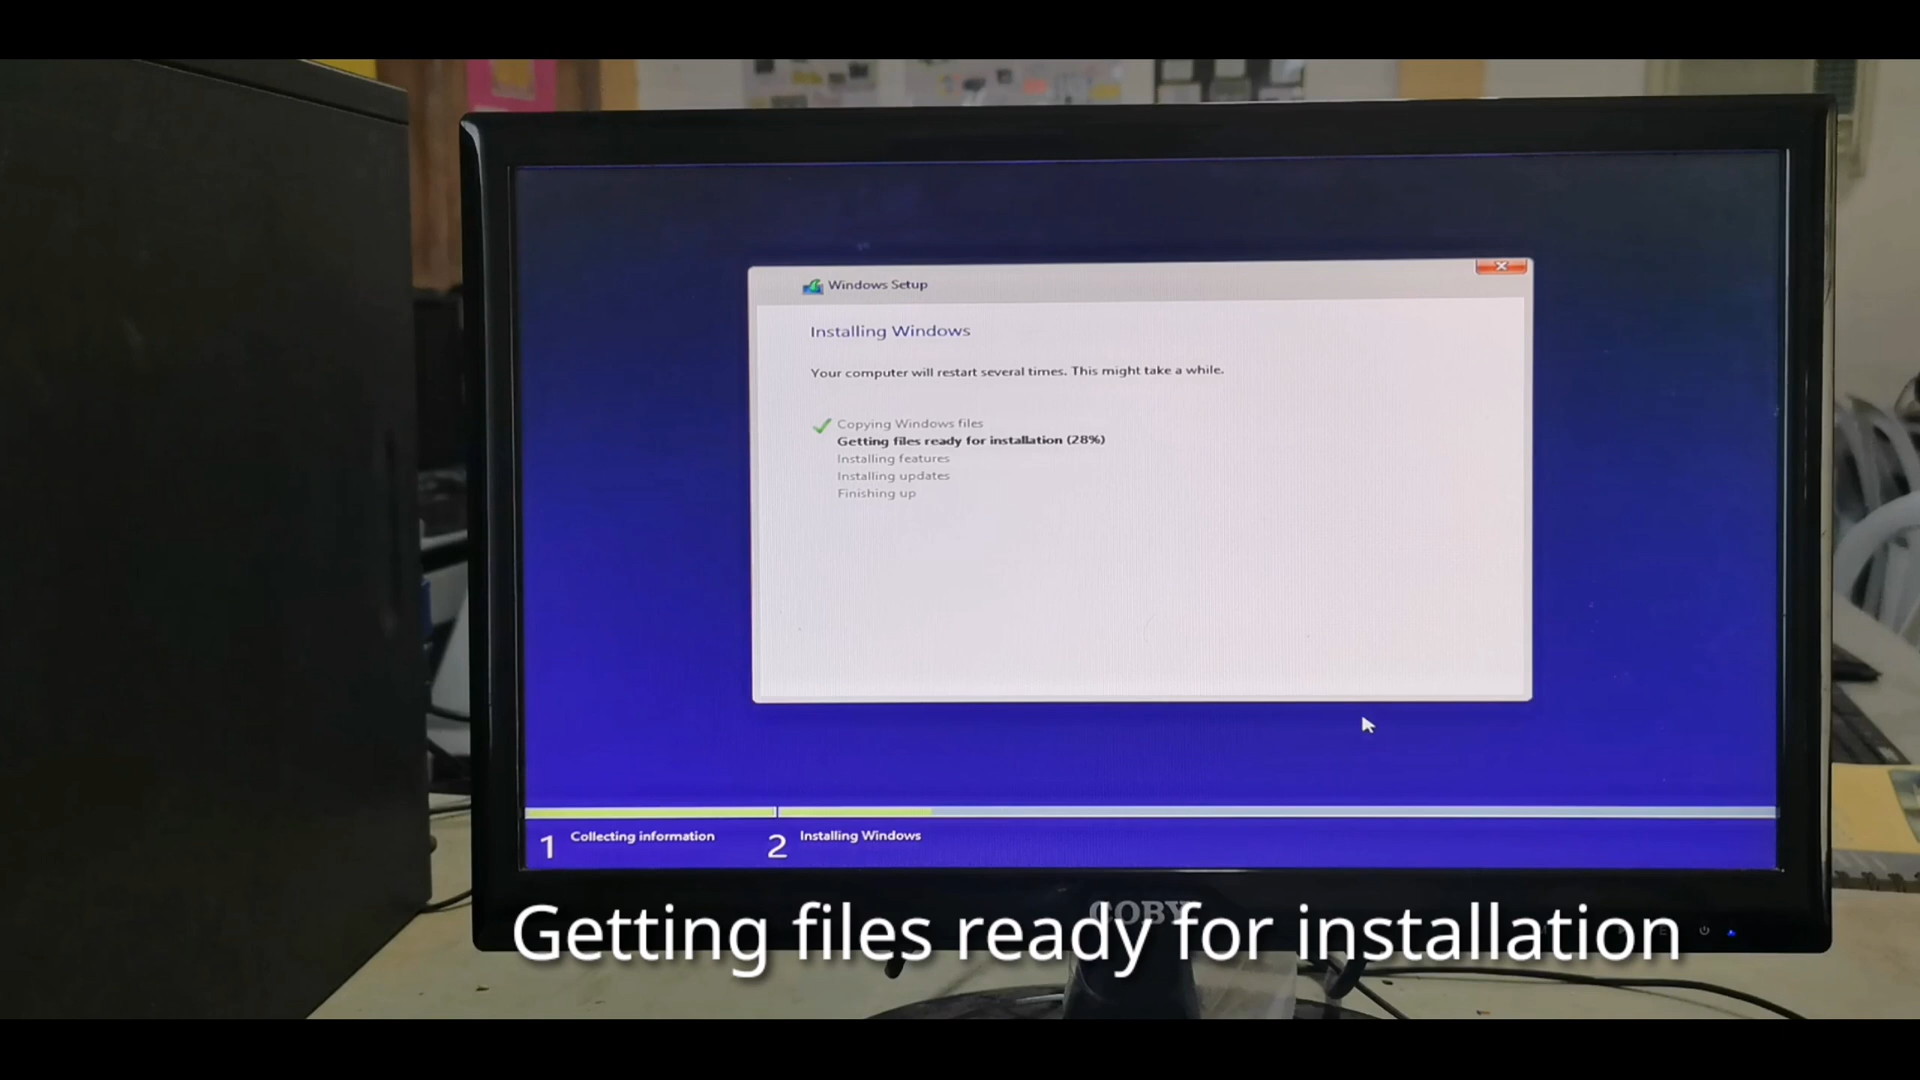 Windows Setup
Installing Windows
Your computer will restart several times. This might take a while.
Copying Windows files
Getting files ready for installation (28%)
Installing features
Installing updates
Finishing up
1 Collecting information
2 Installing Windows
COBY
Getting files ready for installation